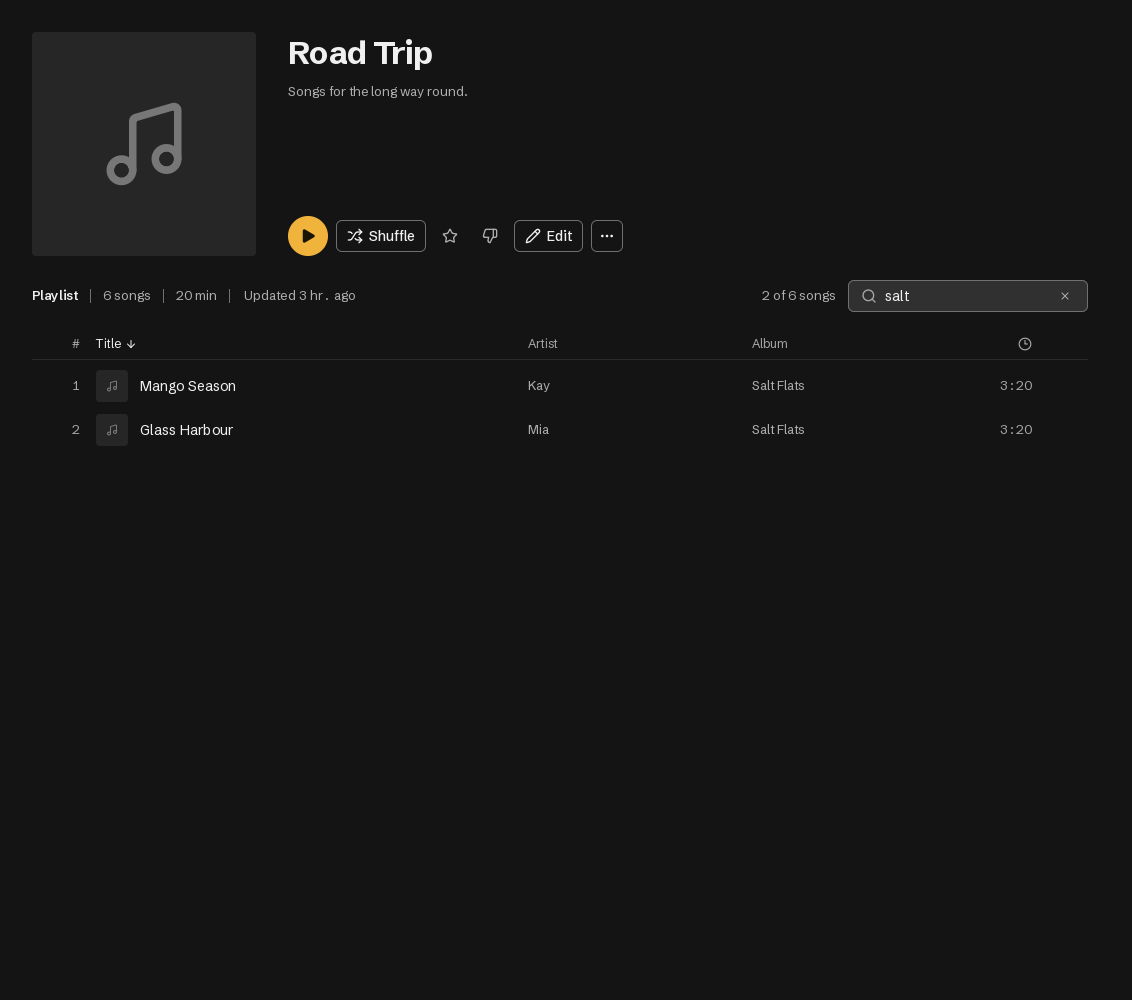 Road Trip
Songs for the long way round.
Shuffle
Edit
Playlist 6 songs 20 min Updated 3 hr. ago 2 of 6 songs salt
# Title Artist Album
1 Mango Season Kay Salt Flats 3:20
2 Glass Harbour Mia Salt Flats 3:20